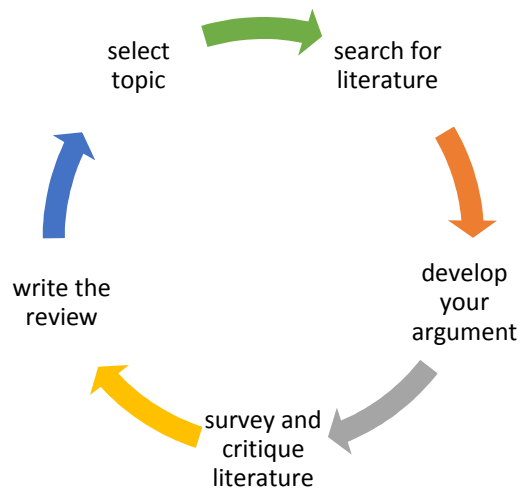 select
topic
search for
literature
develop
your
argument
survey and
critique
literature
write the
review